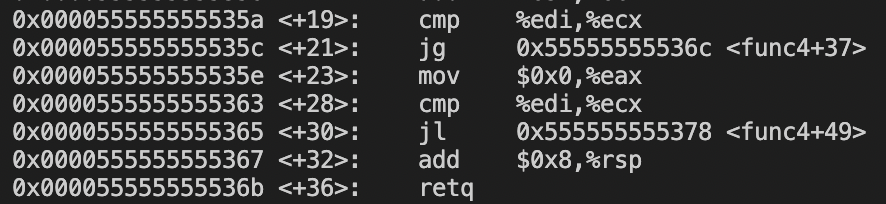 0x000055555555535a <+19>: cmp %edi,%ecx
0x000055555555535c <+21>: jg 0x55555555536c <func4+37>
0x000055555555535e <+23>: mov $0x0,%eax
0x0000555555555363 <+28>: cmp %edi,%ecx
0x0000555555555365 <+30>: jl 0x555555555378 <func4+49>
0x0000555555555367 <+32>: add $0x8,%rsp
0x000055555555536b <+36>: retq